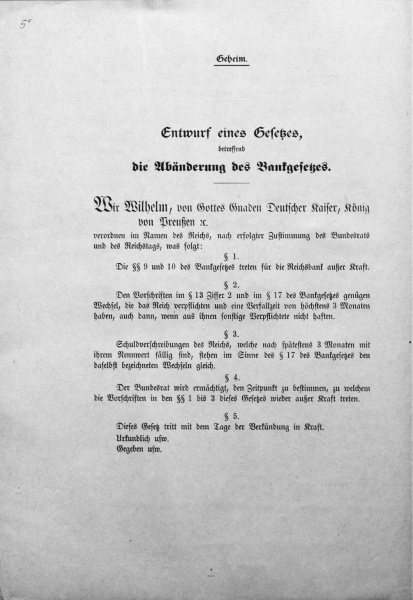 5r
Geheim.
Entwurf eines Gesetzes,
betreffend
die Abänderung des Bankgesetzes.
Wir Wilhelm, von Gottes Gnaden Deutscher Kaiser, König
von Preußen ꝛc.
verordnen im Namen des Reichs, nach erfolgter Zustimmung des Bundesrats
und des Reichstags, was folgt:
§ 1.
Die §§ 9 und 10 des Bankgesetzes treten für die Reichsbank außer Kraft.
§ 2.
Den Vorschriften im § 13 Ziffer 2 und im § 17 des Bankgesetzes genügen
Wechsel, die das Reich verpflichten und eine Verfallzeit von höchstens 3 Monaten
haben, auch dann, wenn aus ihnen sonstige Verpflichtete nicht haften.
§ 3.
Schuldverschreibungen des Reichs, welche nach spätestens 3 Monaten mit
ihrem Nennwert fällig sind, stehen im Sinne des § 17 des Bankgesetzes den
daselbst bezeichneten Wechseln gleich.
§ 4.
Der Bundesrat wird ermächtigt, den Zeitpunkt zu bestimmen, zu welchem
die Vorschriften in den §§ 1 bis 3 dieses Gesetzes wieder außer Kraft treten.
§ 5.
Dieses Gesetz tritt mit dem Tage der Verkündung in Kraft.
Urkundlich usw.
Gegeben usw.